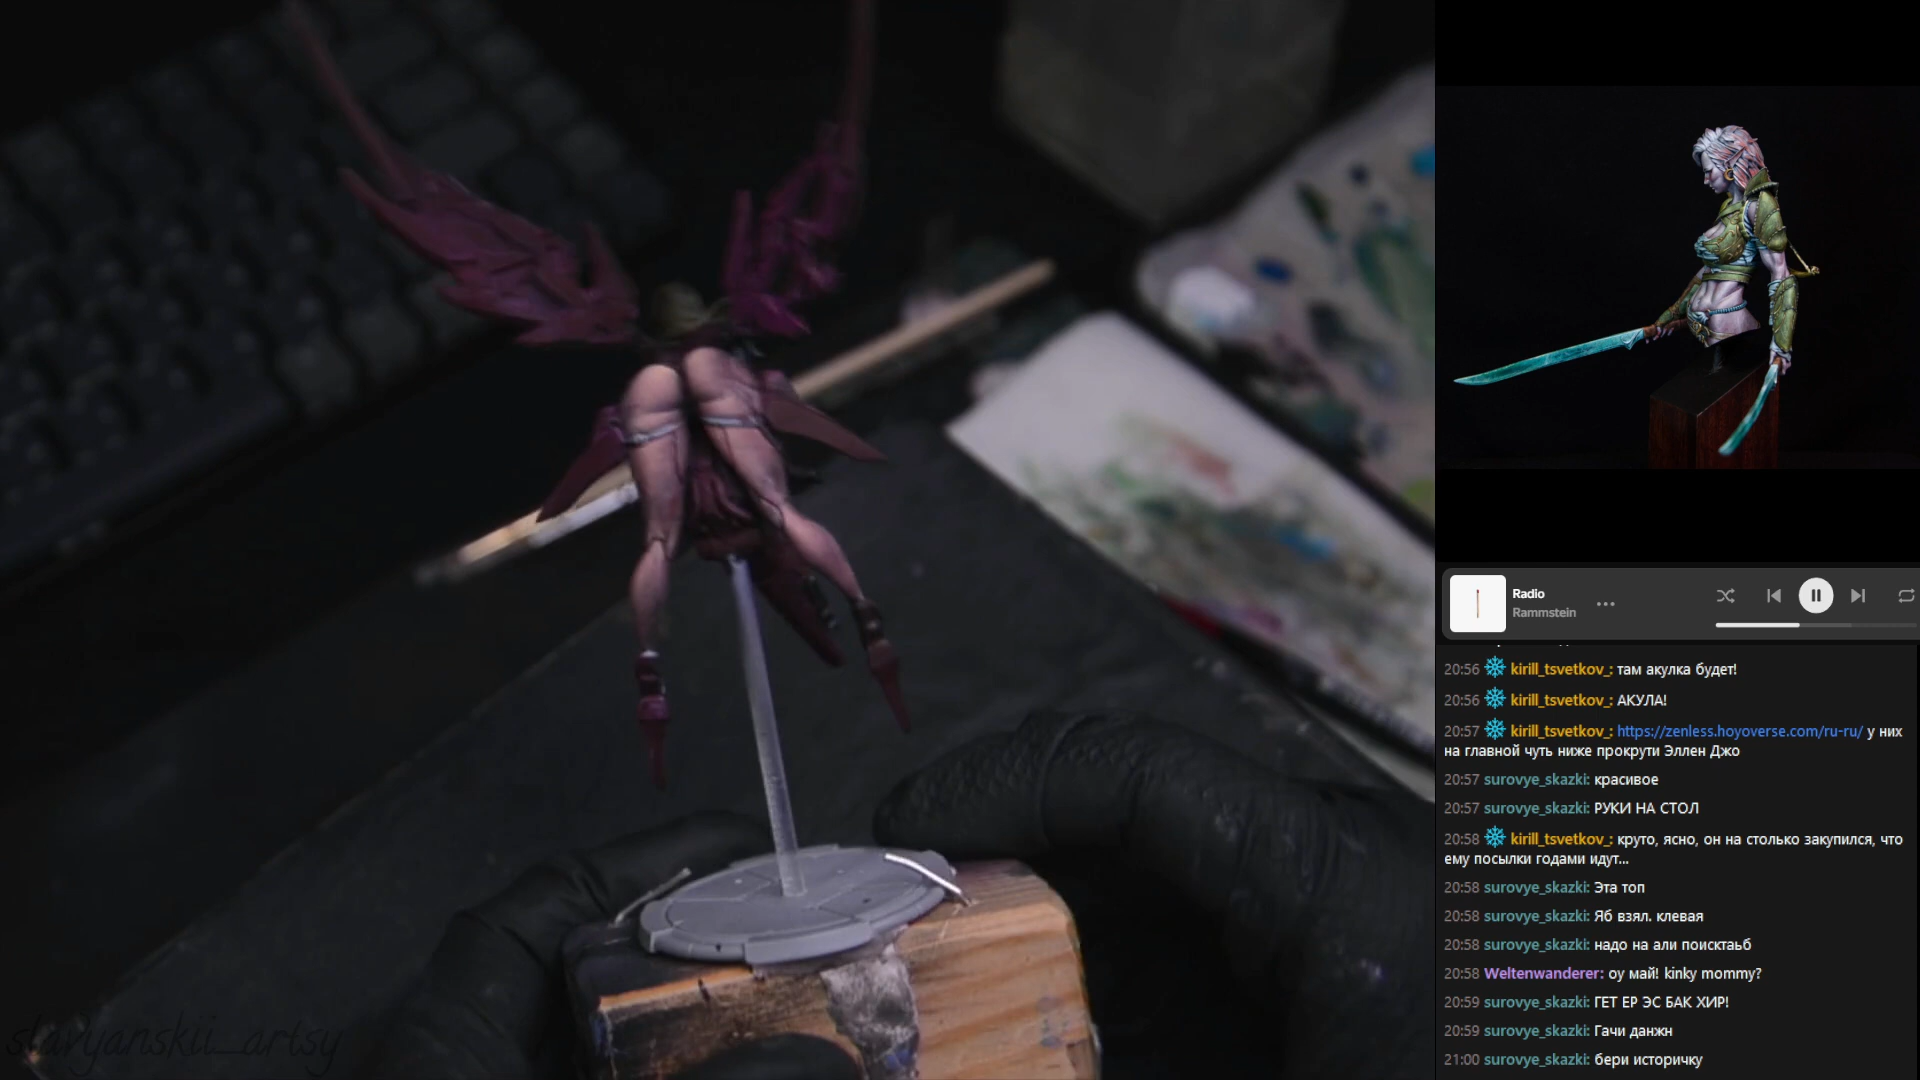 Radio
Rammstein
20:56 kirill_tsvetkov_: там акулка будет!
20:56 kirill_tsvetkov_: АКУЛА!
20:57 kirill_tsvetkov_: https://zenless.hoyoverse.com/ru-ru/ у них
на главной чуть ниже прокрути Эллен Джо
20:57 surovye_skazki: красивое
20:57 surovye_skazki: РУКИ НА СТОЛ
20:58 kirill_tsvetkov_: круто, ясно, он на столько закупился, что
ему посылки годами идут...
20:58 surovye_skazki: Эта топ
20:58 surovye_skazki: Яб взял. клевая
20:58 surovye_skazki: надо на али поисктаьб
20:58 Weltenwanderer: оу май! kinky mommy?
20:59 surovye_skazki: ГЕТ ЕР ЭС БАК ХИР!
20:59 surovye_skazki: Гачи данжн
21:00 surovye_skazki: бери историчку
slavyanskii_artsy